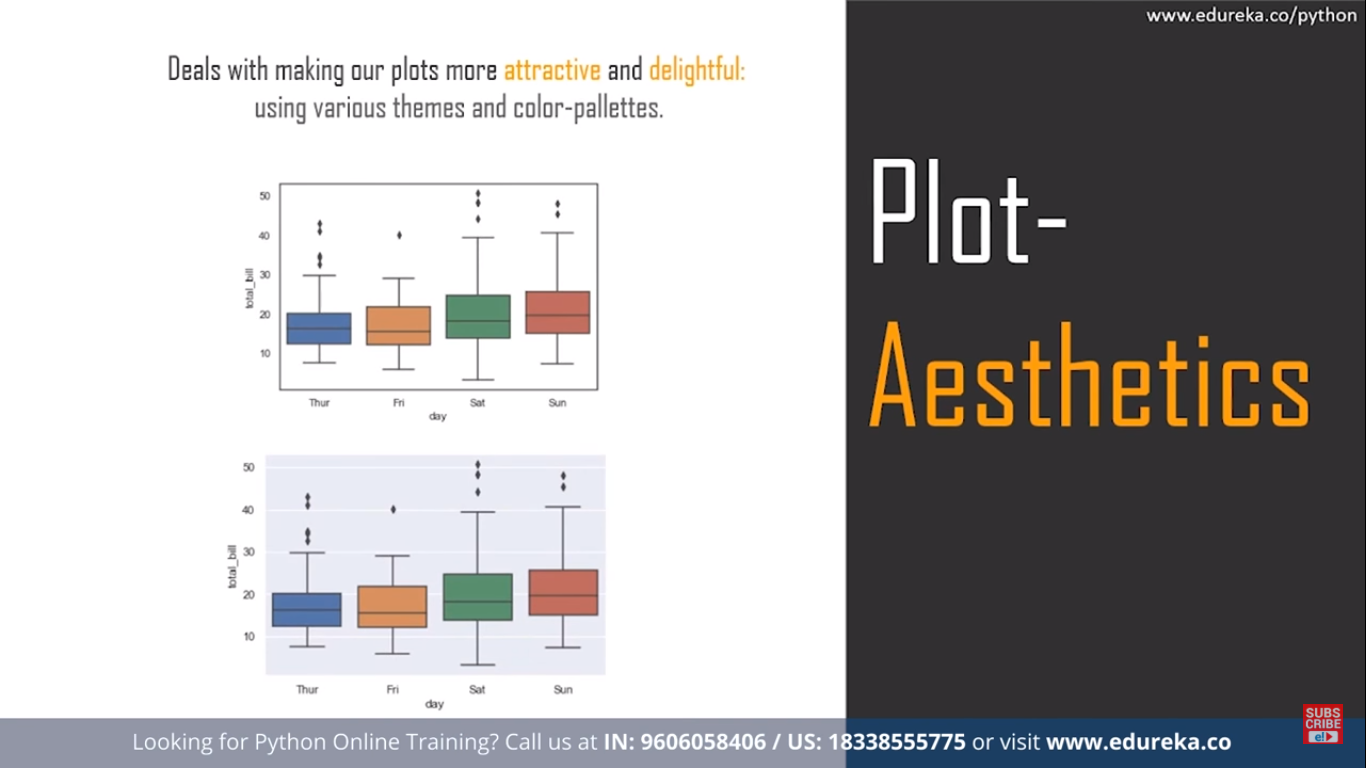 www.edureka.co/python
Deals with making our plots more attractive and delightful:
using various themes and color-pallettes.
Plot-
Aesthetics
50
40
30
20
10
total_bill
Thur Fri Sat Sun
day
50
40
30
20
10
total_bill
Thur Fri Sat Sun
day
SUBS
CRIBE
e!
Looking for Python Online Training? Call us at IN: 9606058406 / US: 18338555775 or visit www.edureka.co